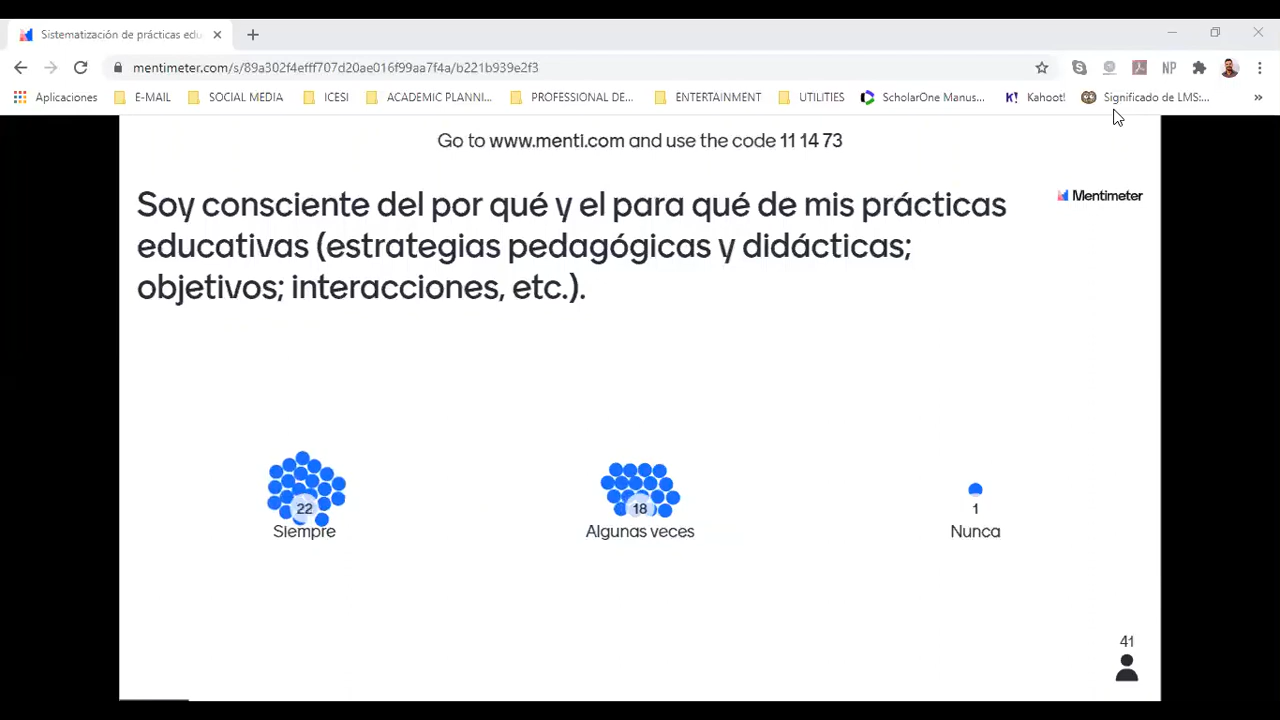 Sistematización de prácticas edu
mentimeter.com/s/89a302f4efff707d20ae016f99aa7f4a/b221b939e2f3
NP
Aplicaciones E-MAIL SOCIAL MEDIA ICESI ACADEMIC PLANNI... PROFESSIONAL DE... ENTERTAINMENT UTILITIES ScholarOne Manus... K! Kahoot! Significado de LMS:... »
Go to www.menti.com and use the code 11 14 73
Soy consciente del por qué y el para qué de mis prácticas
Mentimeter
educativas (estrategias pedagógicas y didácticas;
objetivos; interacciones, etc.).
22 18 1
Siempre Algunas veces Nunca
41